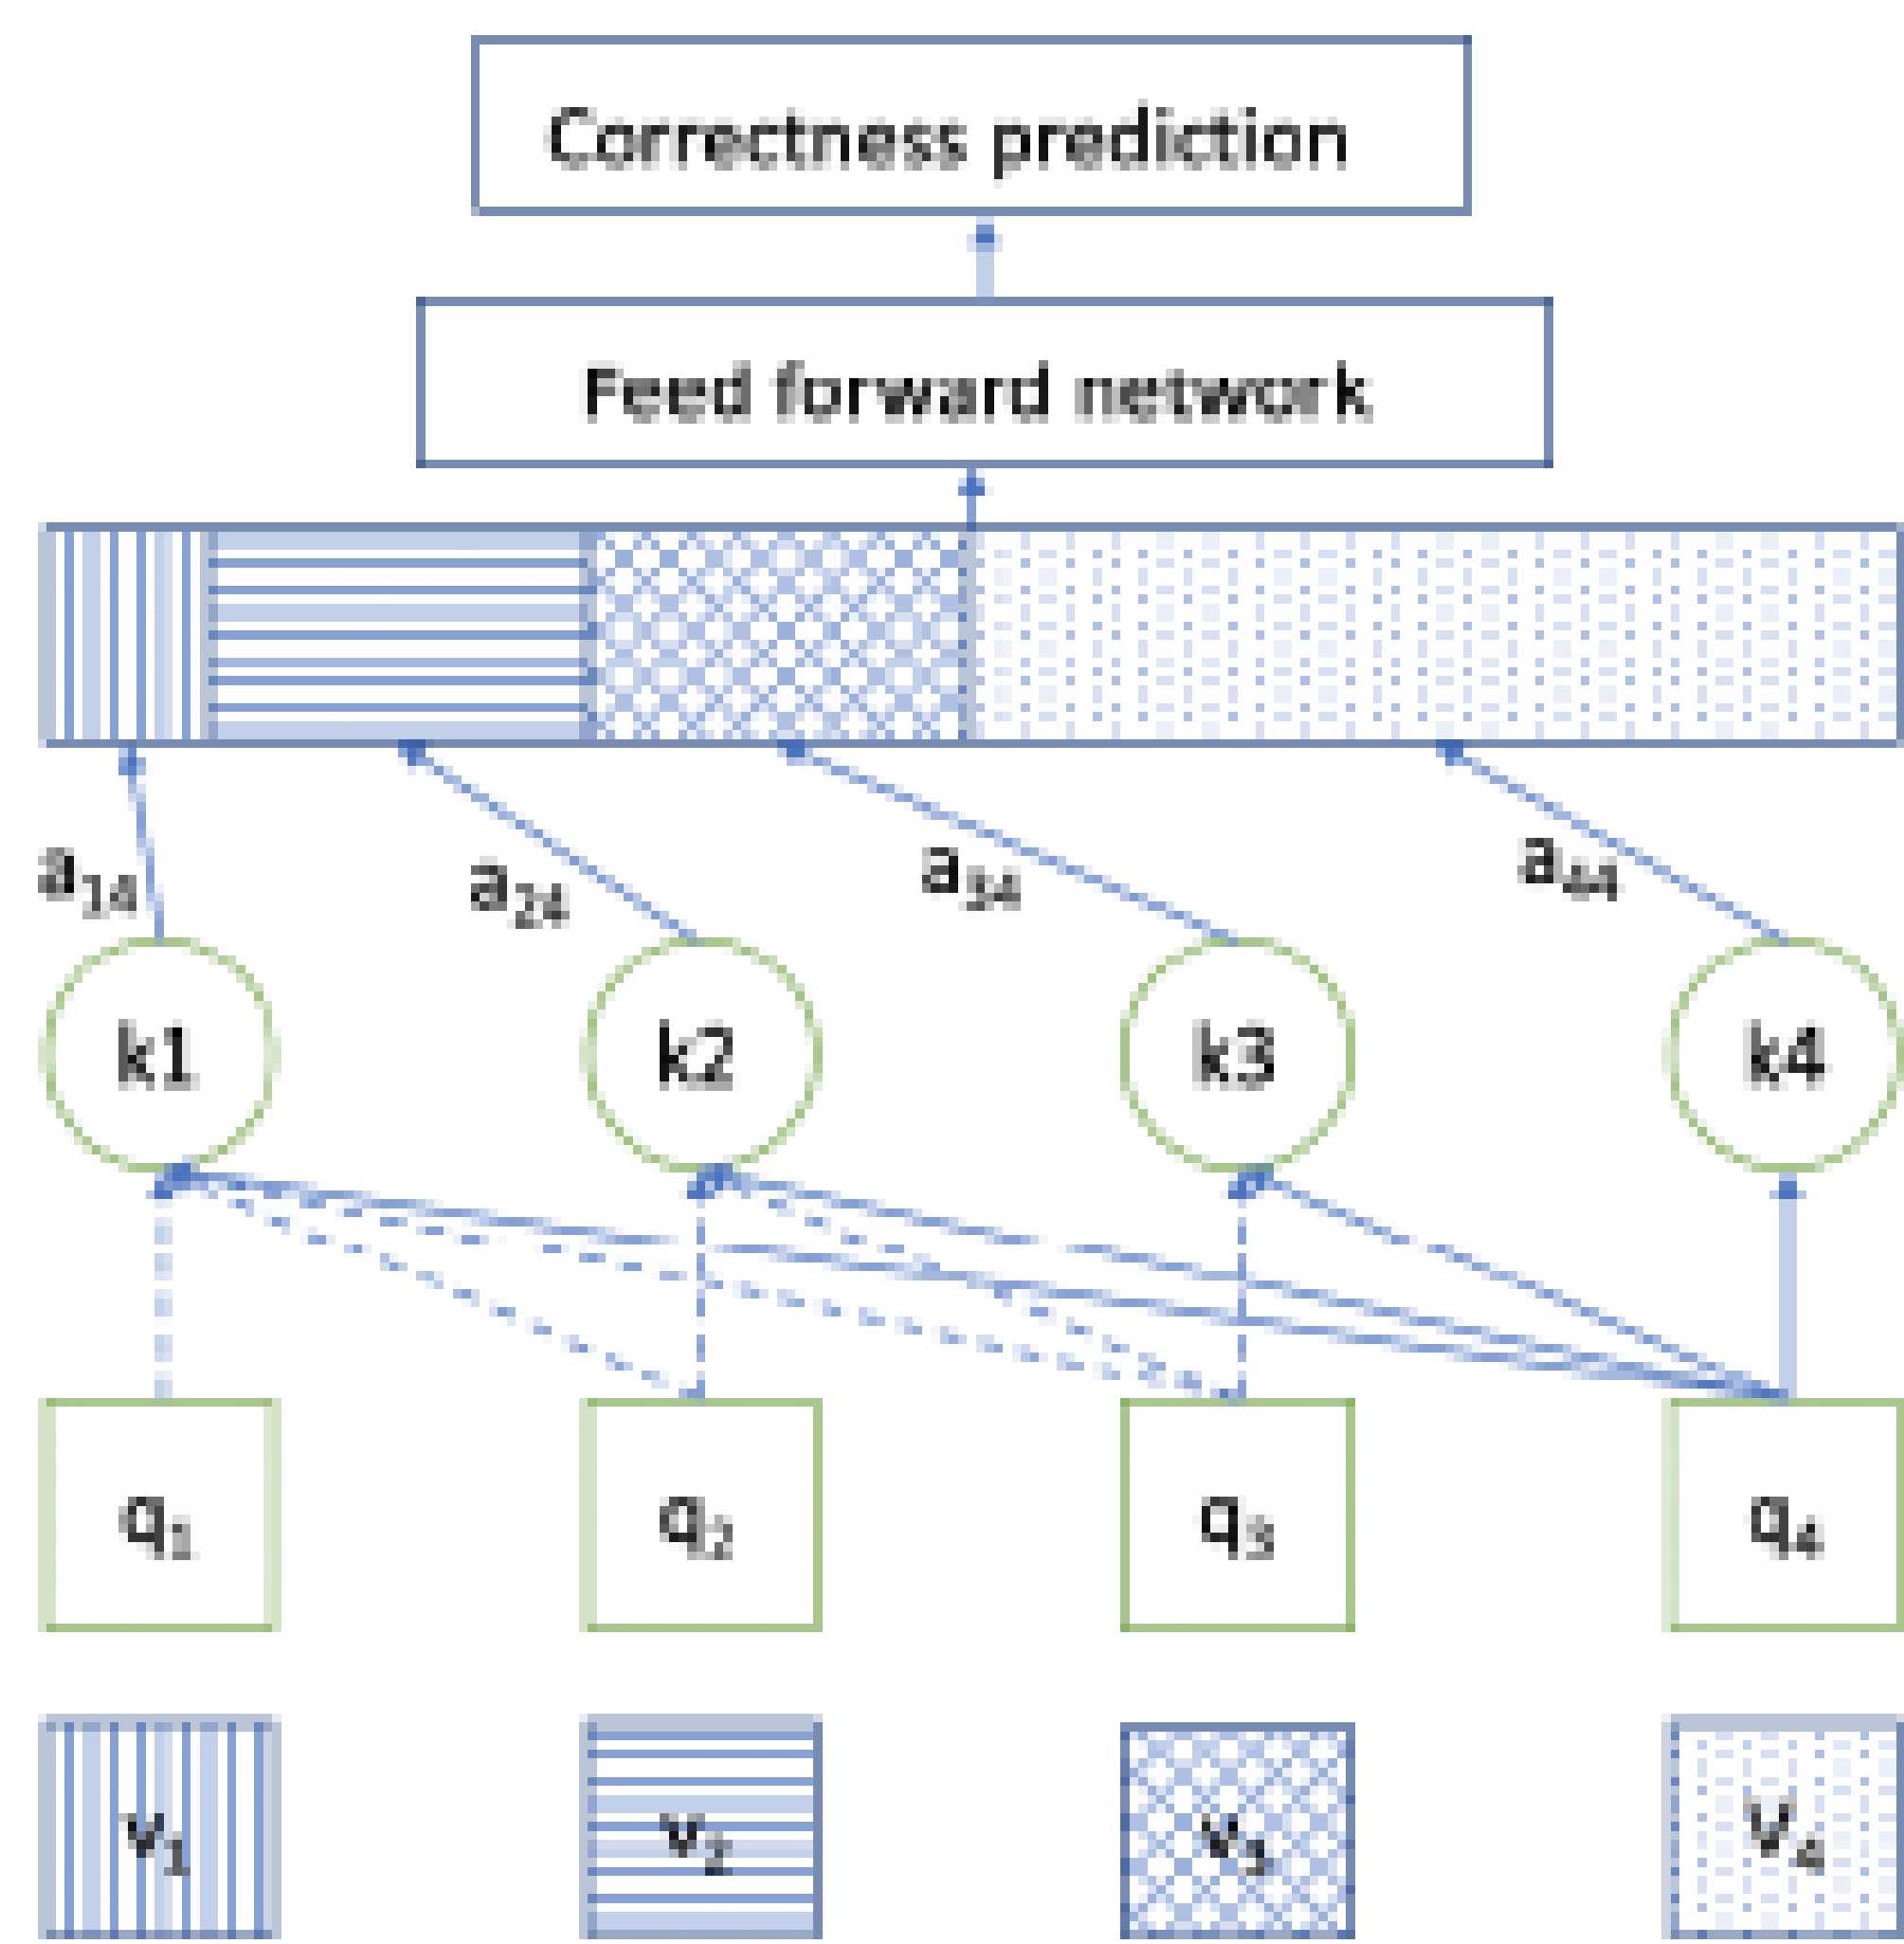 Correctness prediction
Feed forward network
a14 a24 a34 a44
k1 k2 k3 k4
q1 q2 q3 q4
v1 v2 v3 v4